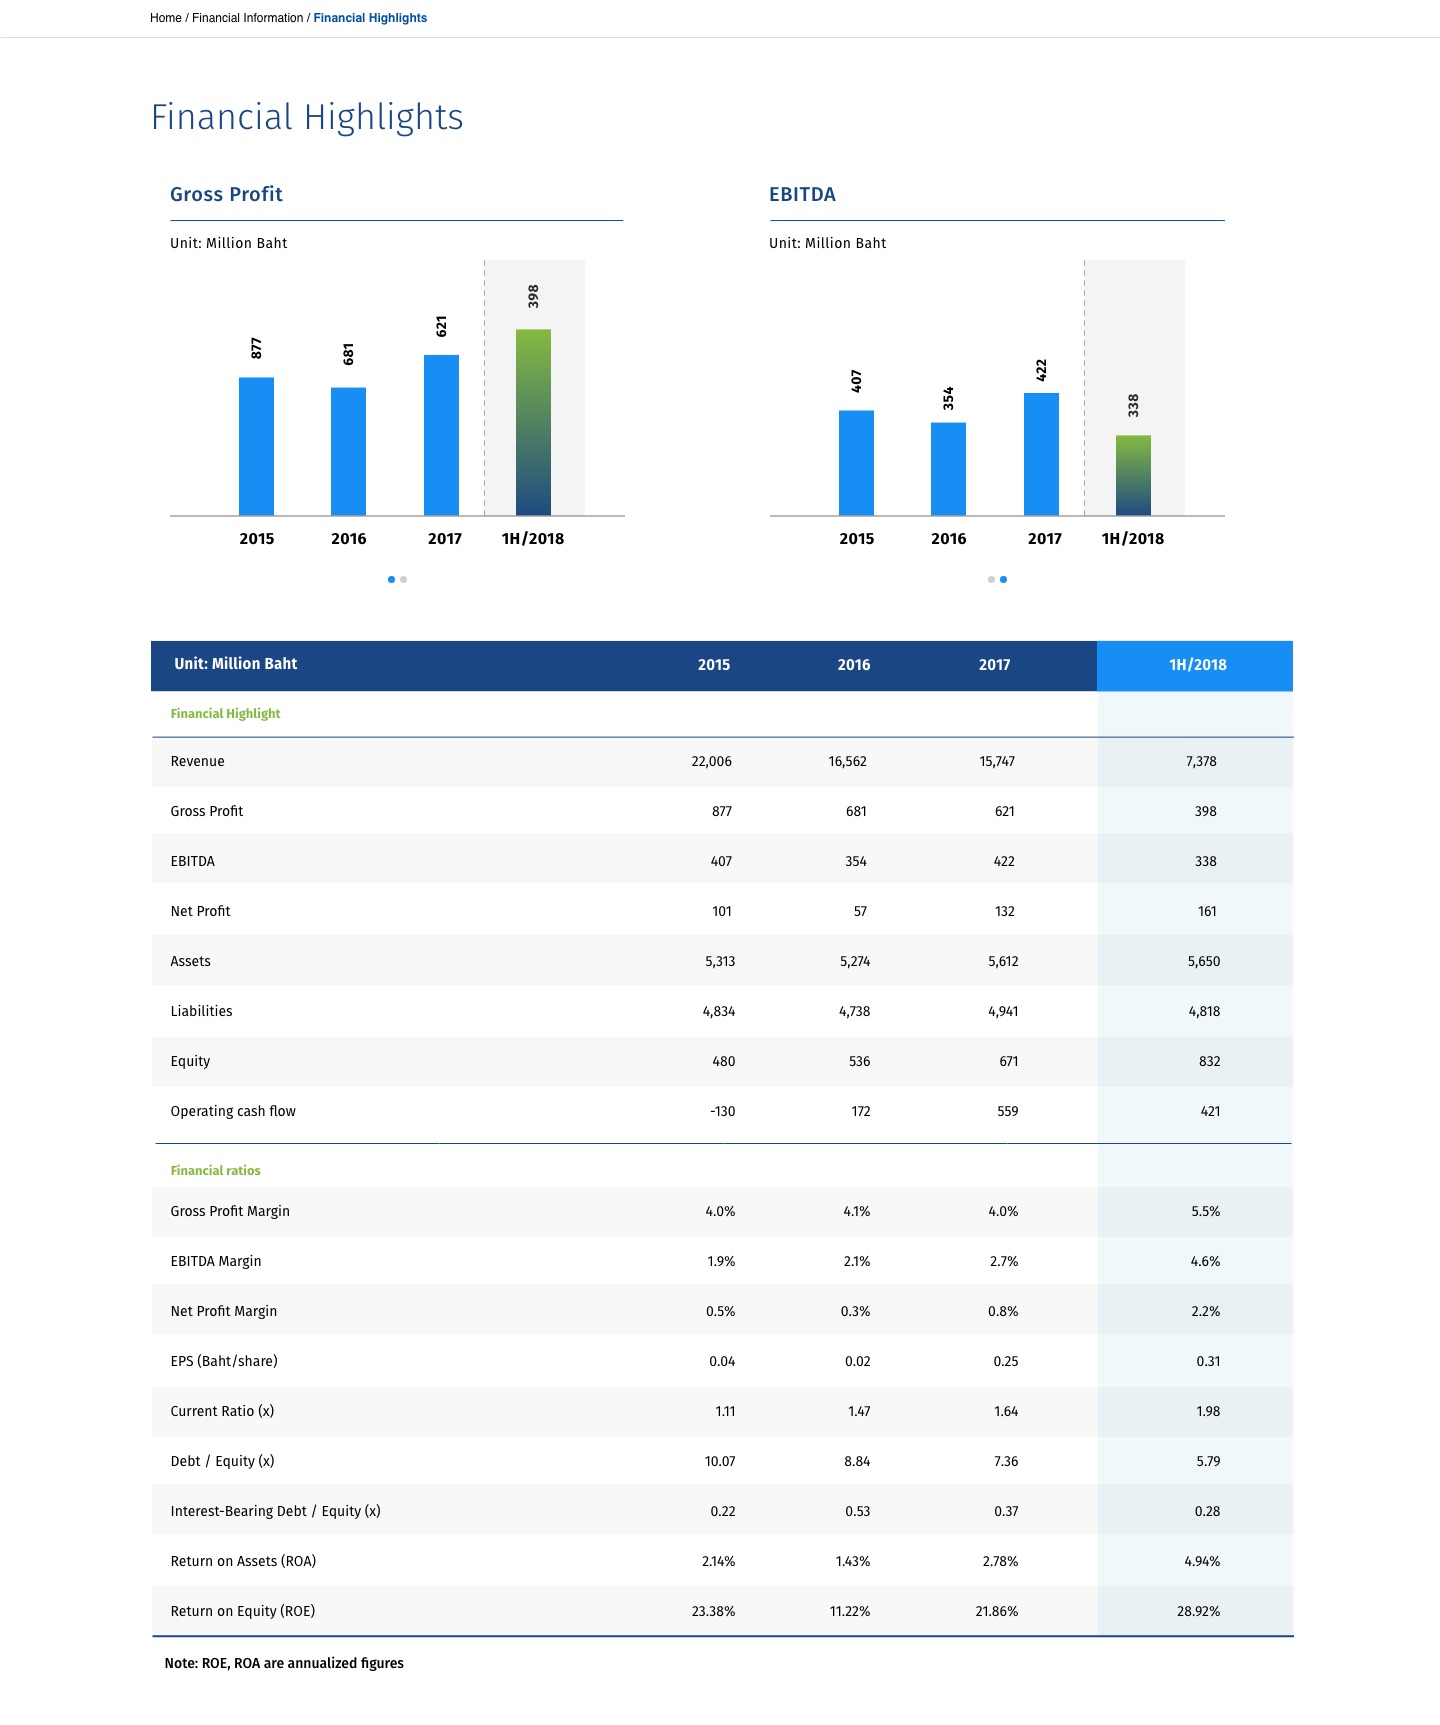 Home / Financial Information / Financial Highlights
Financial Highlights
Gross Profit
Unit: Million Baht
877
681
621
398
2015 2016 2017 1H/2018
EBITDA
Unit: Million Baht
407
354
422
338
2015 2016 2017 1H/2018
Unit: Million Baht 2015 2016 2017 1H/2018
Financial Highlight
Revenue 22,006 16,562 15,747 7,378
Gross Profit 877 681 621 398
EBITDA 407 354 422 338
Net Profit 101 57 132 161
Assets 5,313 5,274 5,612 5,650
Liabilities 4,834 4,738 4,941 4,818
Equity 480 536 671 832
Operating cash flow -130 172 559 421
Financial ratios
Gross Profit Margin 4.0% 4.1% 4.0% 5.5%
EBITDA Margin 1.9% 2.1% 2.7% 4.6%
Net Profit Margin 0.5% 0.3% 0.8% 2.2%
EPS (Baht/share) 0.04 0.02 0.25 0.31
Current Ratio (x) 1.11 1.47 1.64 1.98
Debt / Equity (x) 10.07 8.84 7.36 5.79
Interest-Bearing Debt / Equity (x) 0.22 0.53 0.37 0.28
Return on Assets (ROA) 2.14% 1.43% 2.78% 4.94%
Return on Equity (ROE) 23.38% 11.22% 21.86% 28.92%
Note: ROE, ROA are annualized figures